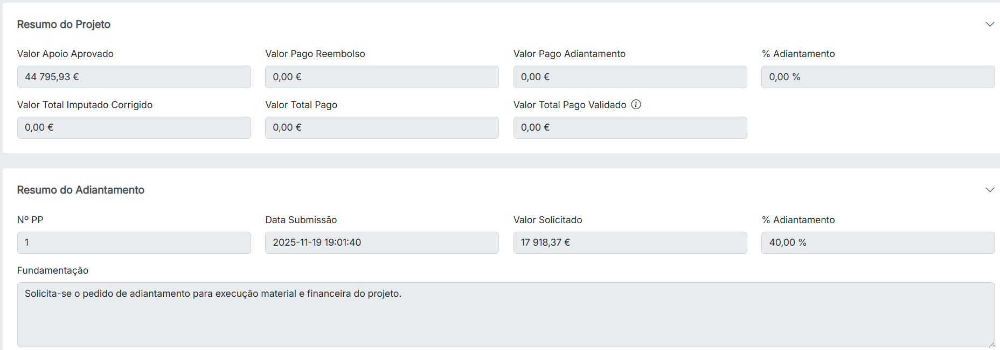 Resumo do Projeto
Valor Apoio Aprovado
Valor Pago Reembolso
Valor Pago Adiantamento
% Adiantamento
44 795,93 €
0,00 €
0,00 €
0,00 %
Valor Total Imputado Corrigido
Valor Total Pago
Valor Total Pago Validado
0,00 €
0,00 €
0,00 €
Resumo do Adiantamento
Nº PP
Data Submissão
Valor Solicitado
% Adiantamento
1
2025-11-19 19:01:40
17 918,37 €
40,00 %
Fundamentação
Solicita-se o pedido de adiantamento para execução material e financeira do projeto.